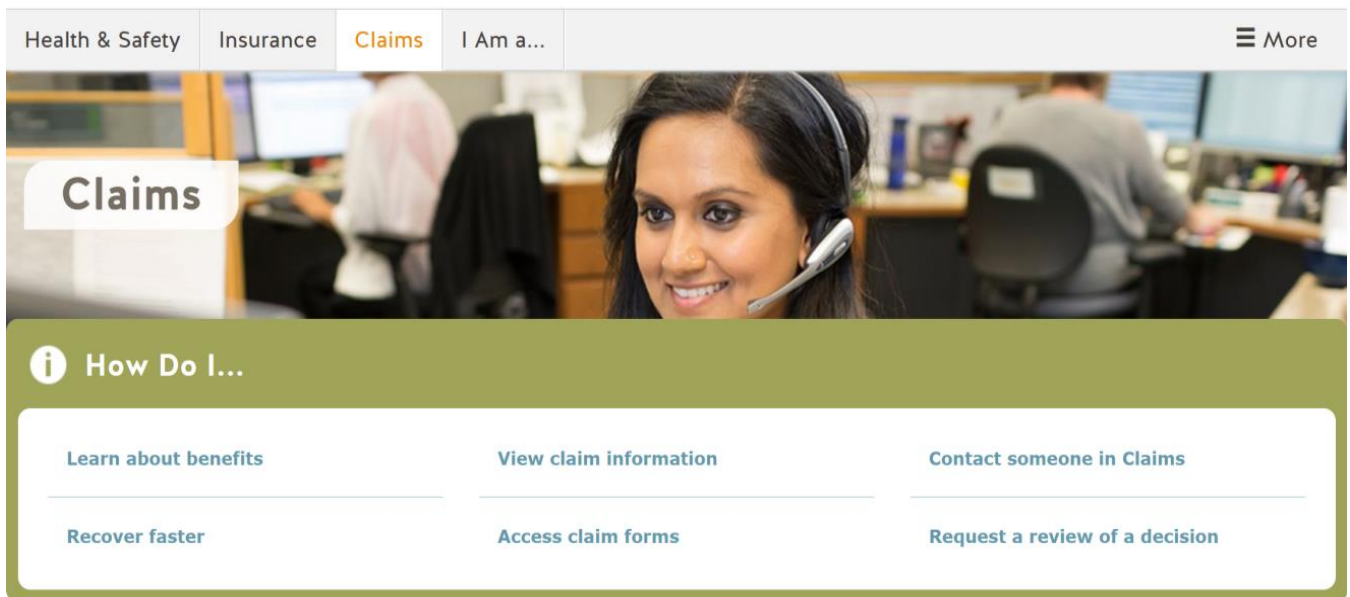 Health & Safety Insurance Claims I Am a... ☰ More
Claims
i How Do I...
Learn about benefits View claim information Contact someone in Claims
Recover faster Access claim forms Request a review of a decision